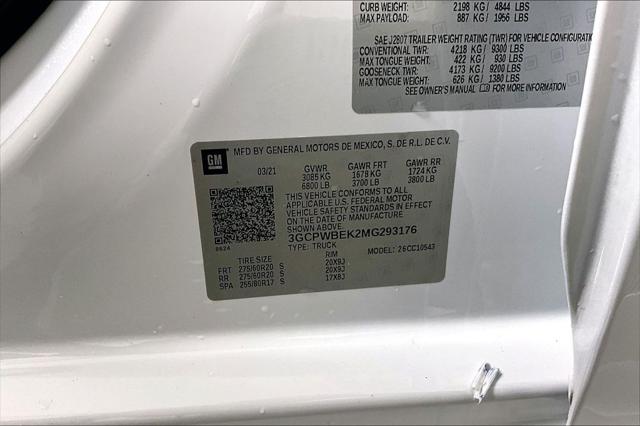 CURB WEIGHT: 2198 KG / 4844 LBS
MAX PAYLOAD: 887 KG / 1956 LBS
SAE J2807 TRAILER WEIGHT RATING (TWR) FOR VEHICLE CONFIGURATIO
CONVENTIONAL TWR: 4218 KG / 9300 LBS
MAX TONGUE WEIGHT: 422 KG / 930 LBS
GOOSENECK TWR: 4173 KG / 9200 LBS
MAX TONGUE WEIGHT: 626 KG / 1380 LBS
SEE OWNER'S MANUAL FOR MORE INFORMATION
GM MFD BY GENERAL MOTORS DE MEXICO, S. DE R.L. DE C.V.
03/21 GVWR GAWR FRT GAWR RR
3085 KG 1678 KG 1724 KG
6800 LB 3700 LB 3800 LB
THIS VEHICLE CONFORMS TO ALL
APPLICABLE U.S. FEDERAL MOTOR
VEHICLE SAFETY STANDARDS IN EFFECT
ON THE DATE OF MANUFACTURE
SHOWN ABOVE.
3GCPWBEK2MG293176
0624 TYPE: TRUCK MODEL: 26CC10543
TIRE SIZE RIM
FRT 275/60R20 S 20X9J
RR 275/60R20 S 20X9J
SPA 255/80R17 S 17X8J